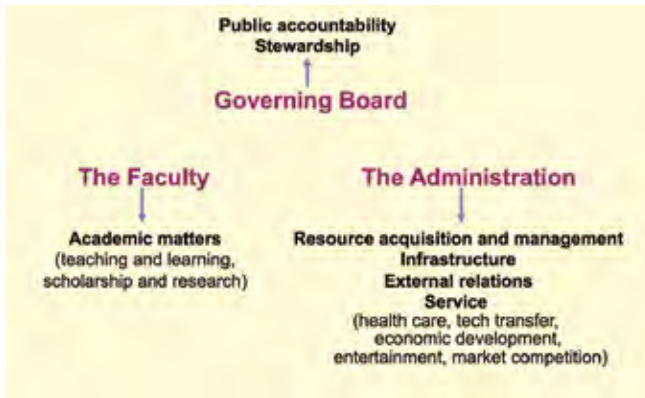 Public accountability
Stewardship
Governing Board
The Faculty
Academic matters
(teaching and learning,
scholarship and research)
The Administration
Resource acquisition and management
Infrastructure
External relations
Service
(health care, tech transfer,
economic development,
entertainment, market competition)